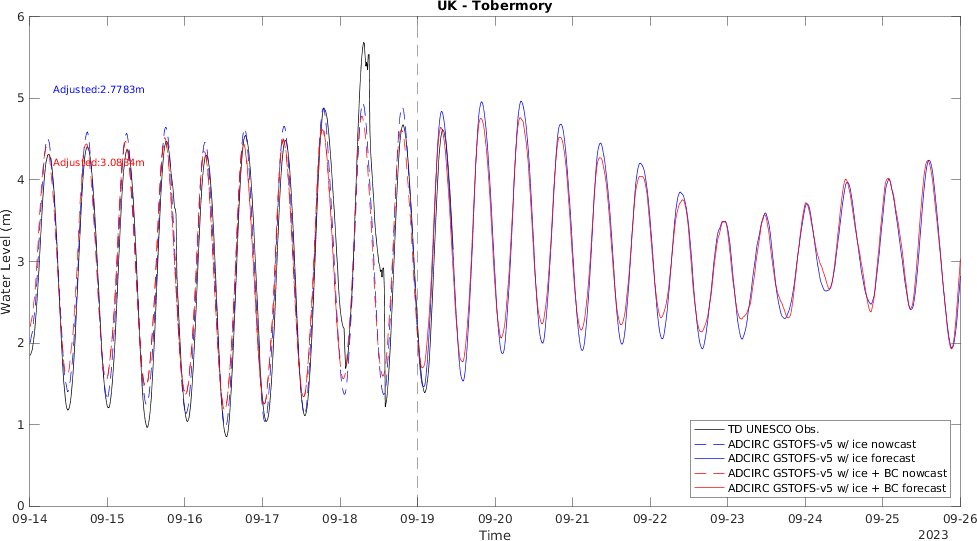 UK - Tobermory
6
5
4
3
2
1
0
Water Level (m)
Adjusted:2.7783m
Adjusted:3.0834m
TD UNESCO Obs.
ADCIRC GSTOFS-v5 w/ ice nowcast
ADCIRC GSTOFS-v5 w/ ice forecast
ADCIRC GSTOFS-v5 w/ ice + BC nowcast
ADCIRC GSTOFS-v5 w/ ice + BC forecast
09-14 09-15 09-16 09-17 09-18 09-19 09-20 09-21 09-22 09-23 09-24 09-25 09-26
Time
2023